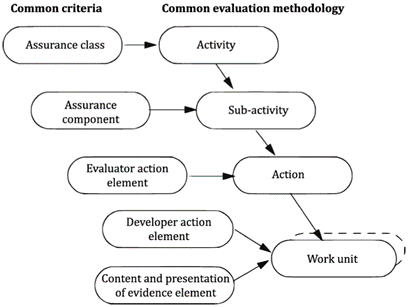 Common criteria
Common evaluation methodology
Assurance class
Activity
Assurance
component
Sub-activity
Evaluator action
element
Action
Developer action
element
Work unit
Content and presentation
of evidence element